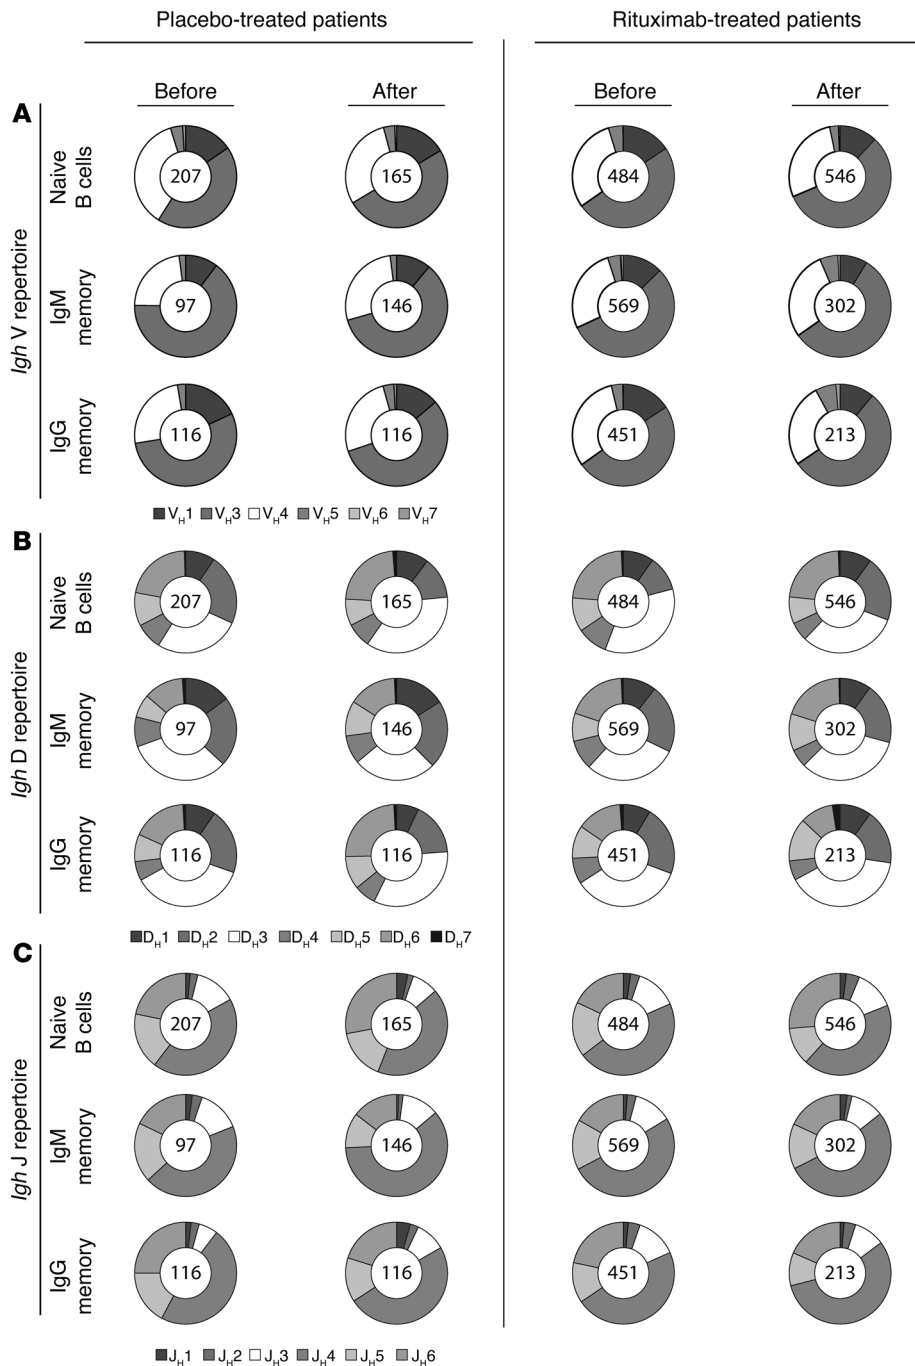 Placebo-treated patients Rituximab-treated patients
Before After Before After
A
Igh V repertoire
Naive B cells
207 165 484 546
IgM memory
97 146 569 302
IgG memory
116 116 451 213
VH1 VH3 VH4 VH5 VH6 VH7
B
Igh D repertoire
Naive B cells
207 165 484 546
IgM memory
97 146 569 302
IgG memory
116 116 451 213
DH1 DH2 DH3 DH4 DH5 DH6 DH7
C
Igh J repertoire
Naive B cells
207 165 484 546
IgM memory
97 146 569 302
IgG memory
116 116 451 213
JH1 JH2 JH3 JH4 JH5 JH6